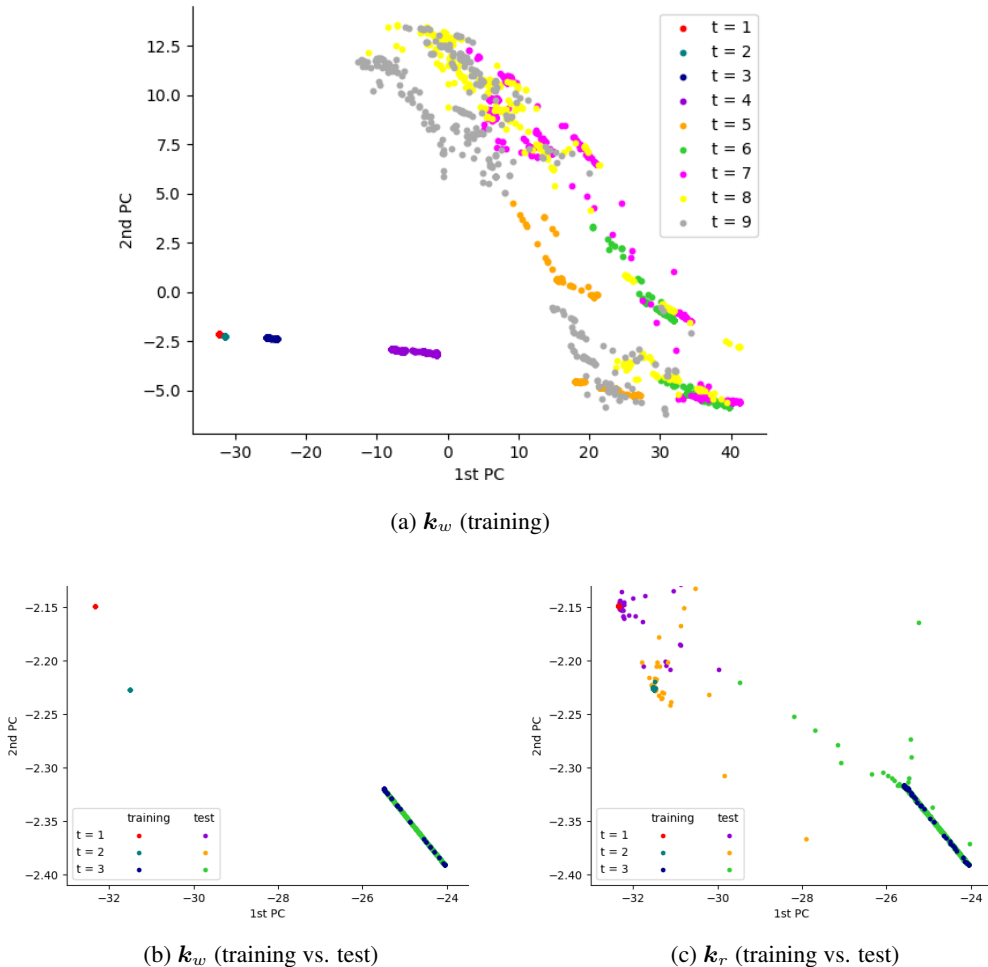 12.5
10.0
7.5
5.0
2.5
0.0
−2.5
−5.0
2nd PC
−30
−20
−10
0
10
20
30
40
1st PC
t = 1
t = 2
t = 3
t = 4
t = 5
t = 6
t = 7
t = 8
t = 9
(a) k_w (training)
−2.15
−2.20
−2.25
−2.30
−2.35
−2.40
2nd PC
training test
t = 1
t = 2
t = 3
−32
−30
−28
−26
−24
1st PC
(b) k_w (training vs. test)
−2.15
−2.20
−2.25
−2.30
−2.35
−2.40
2nd PC
training test
t = 1
t = 2
t = 3
−32
−30
−28
−26
−24
1st PC
(c) k_r (training vs. test)